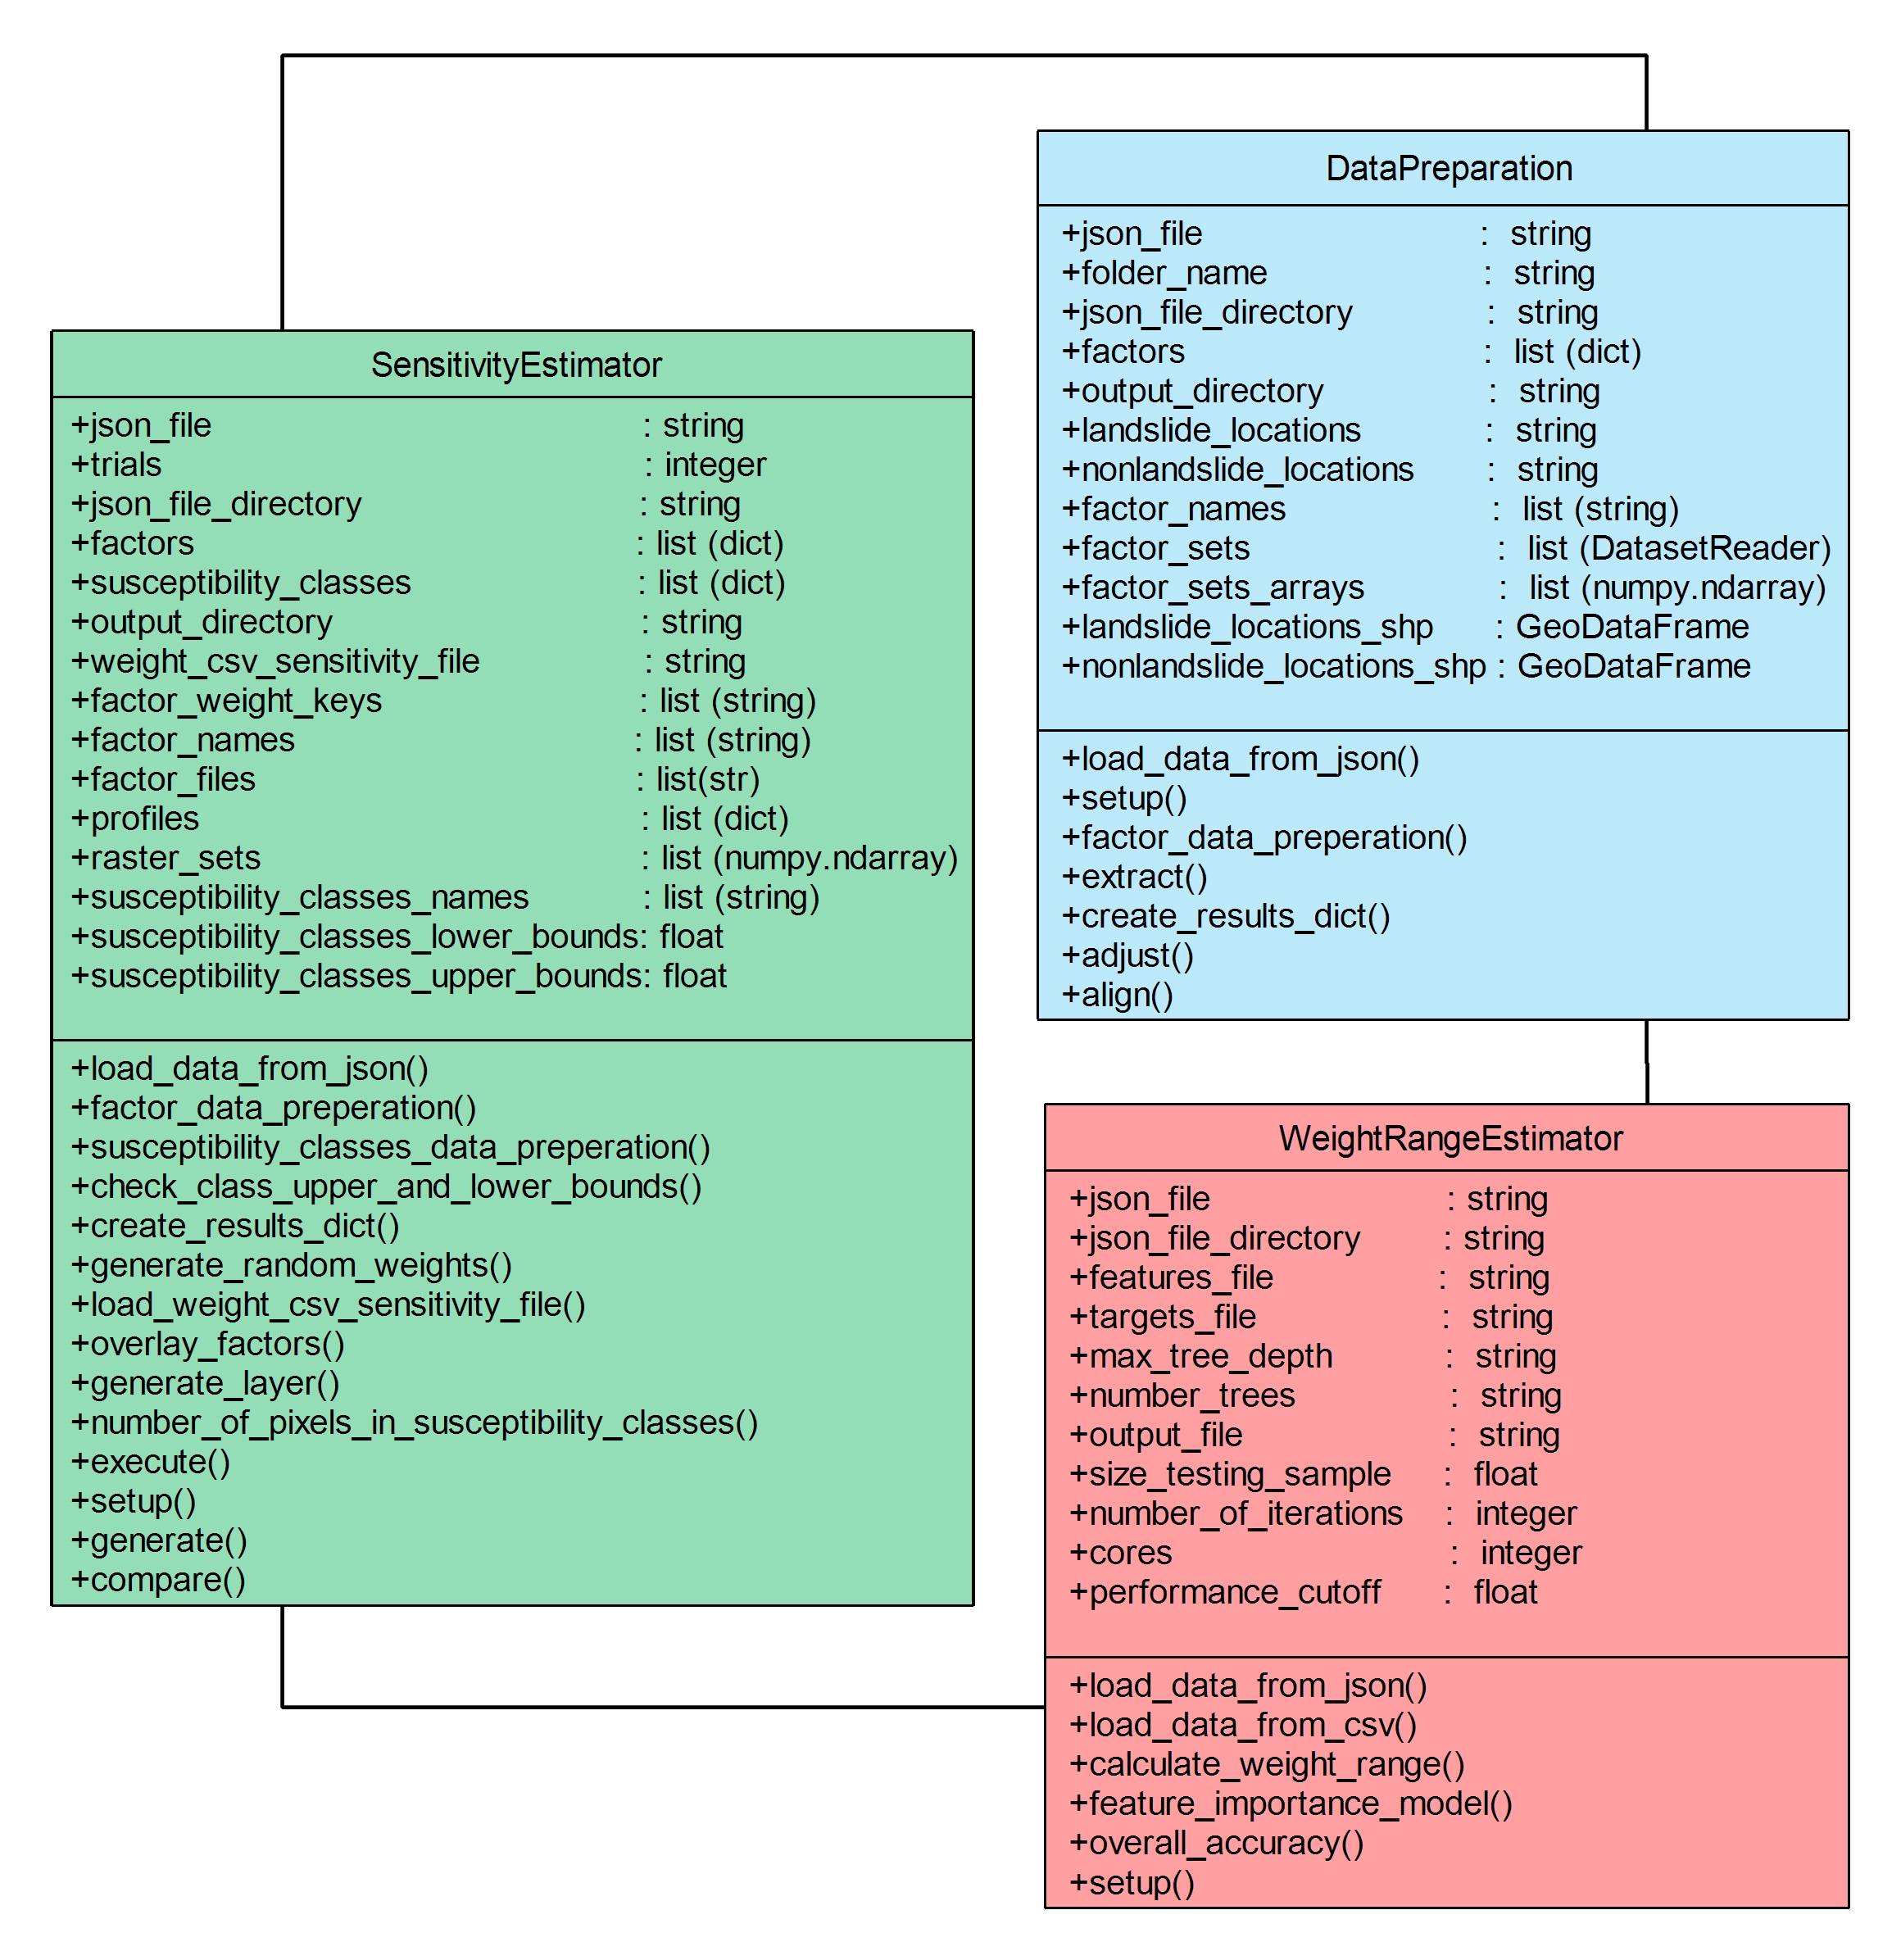 DataPreparation
+json_file : string
+folder_name : string
+json_file_directory : string
+factors : list (dict)
+output_directory : string
+landslide_locations : string
+nonlandslide_locations : string
+factor_names : list (string)
+factor_sets : list (DatasetReader)
+factor_sets_arrays : list (numpy.ndarray)
+landslide_locations_shp : GeoDataFrame
+nonlandslide_locations_shp : GeoDataFrame
+load_data_from_json()
+setup()
+factor_data_preperation()
+extract()
+create_results_dict()
+adjust()
+align()
SensitivityEstimator
+json_file : string
+trials : integer
+json_file_directory : string
+factors : list (dict)
+susceptibility_classes : list (dict)
+output_directory : string
+weight_csv_sensitivity_file : string
+factor_weight_keys : list (string)
+factor_names : list (string)
+factor_files : list(str)
+profiles : list (dict)
+raster_sets : list (numpy.ndarray)
+susceptibility_classes_names : list (string)
+susceptibility_classes_lower_bounds: float
+susceptibility_classes_upper_bounds: float
+load_data_from_json()
+factor_data_preperation()
+susceptibility_classes_data_preperation()
+check_class_upper_and_lower_bounds()
+create_results_dict()
+generate_random_weights()
+load_weight_csv_sensitivity_file()
+overlay_factors()
+generate_layer()
+number_of_pixels_in_susceptibility_classes()
+execute()
+setup()
+generate()
+compare()
WeightRangeEstimator
+json_file : string
+json_file_directory : string
+features_file : string
+targets_file : string
+max_tree_depth : string
+number_trees : string
+output_file : string
+size_testing_sample : float
+number_of_iterations : integer
+cores : integer
+performance_cutoff : float
+load_data_from_json()
+load_data_from_csv()
+calculate_weight_range()
+feature_importance_model()
+overall_accuracy()
+setup()